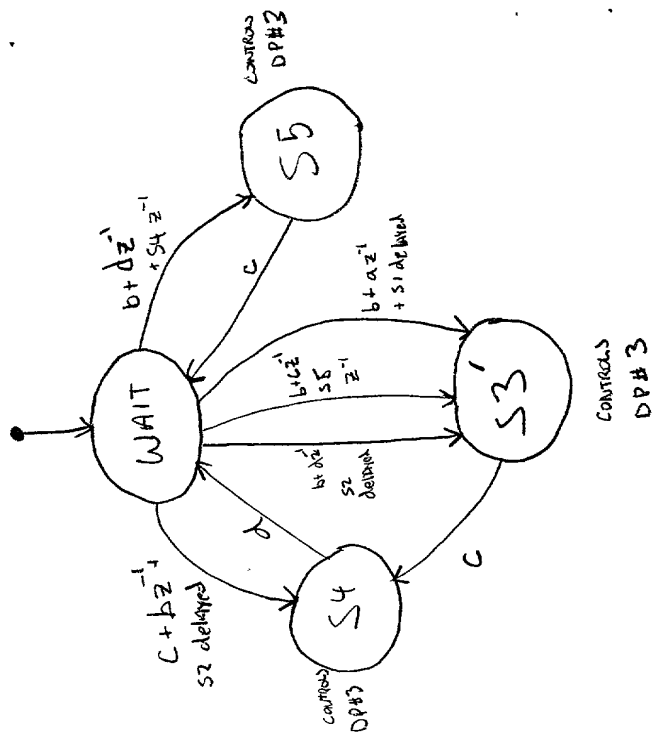 WAIT
b + dz⁻¹
+ S4 z⁻¹
S5
CONTROLS
DP#3
c
b + az⁻¹
+ S1 delayed
b+cz⁻¹
S5
z⁻¹
b+dz⁻¹
S2
delayed
d
C + bz⁻¹ +
S2 delayed
S4
CONTROLS
DP#3
S3'
CONTROLS
DP#3
C